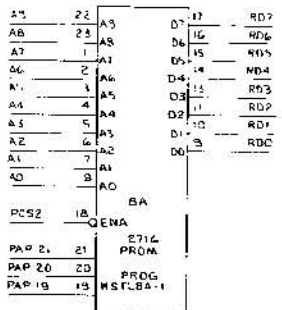 A9 22 A9 D7 17 RD7
A8 23 A8 D6 16 RD6
A7 1 A7 D5 15 RD5
A6 2 A6 D4 14 RD4
3 A5 D3 13 RD3
A4 4 A4 D2 11 RD2
A3 5 A3 D1 10 RD1
A2 6 A2 D0 9 RD0
A1 7 A1
A0 8 A0
8A
PCS2 18 ENA
2716
PAP 21 21 PROM
PAP 20 20 PROG
PAP 19 19 MSTL8A-1